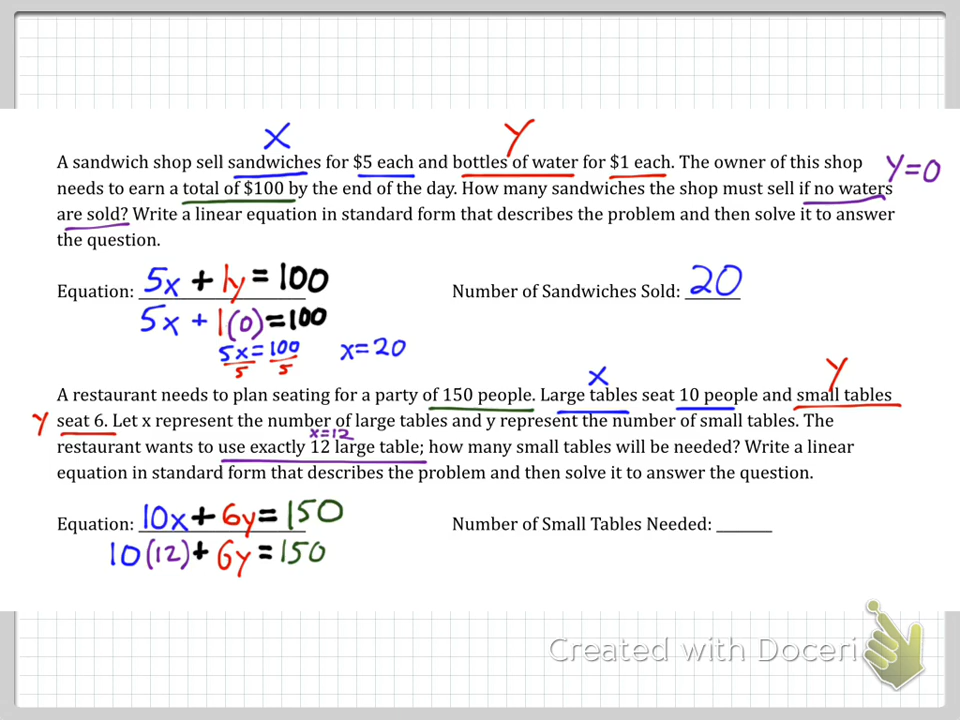 X Y
A sandwich shop sell sandwiches for $5 each and bottles of water for $1 each. The owner of this shop
needs to earn a total of $100 by the end of the day. How many sandwiches the shop must sell if no waters Y=0
are sold? Write a linear equation in standard form that describes the problem and then solve it to answer
the question.
Equation: 5x + 1y = 100 Number of Sandwiches Sold: 20
5x + 1(0) = 100
5x = 100 x=20
5 5
X Y
A restaurant needs to plan seating for a party of 150 people. Large tables seat 10 people and small tables
Y seat 6. Let x represent the number of large tables and y represent the number of small tables. The
x=12
restaurant wants to use exactly 12 large table; how many small tables will be needed? Write a linear
equation in standard form that describes the problem and then solve it to answer the question.
Equation: 10x + 6y = 150 Number of Small Tables Needed:
10(12) + 6y = 150
Created with Doceri